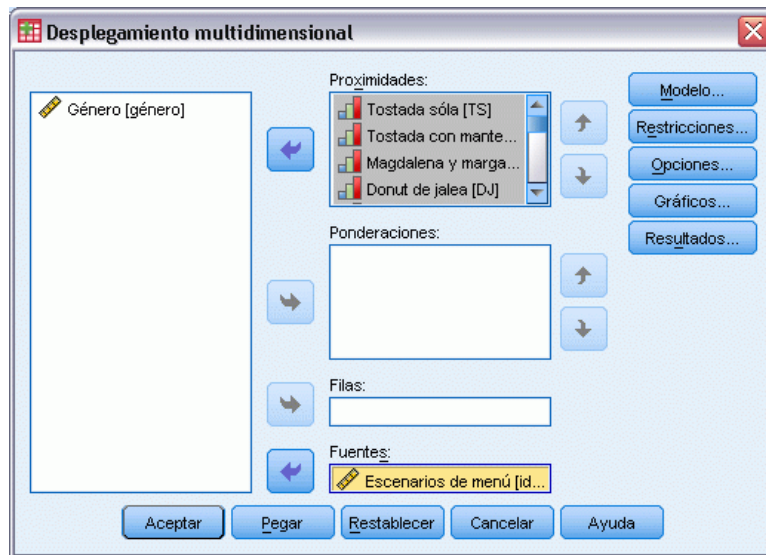 Desplegamiento multidimensional
Género [género]
Proximidades:
Tostada sóla [TS]
Tostada con mante...
Magdalena y marga...
Donut de jalea [DJ]
Ponderaciones:
Filas:
Fuentes:
Escenarios de menú [id...
Modelo...
Restricciones...
Opciones...
Gráficos...
Resultados...
Aceptar
Pegar
Restablecer
Cancelar
Ayuda